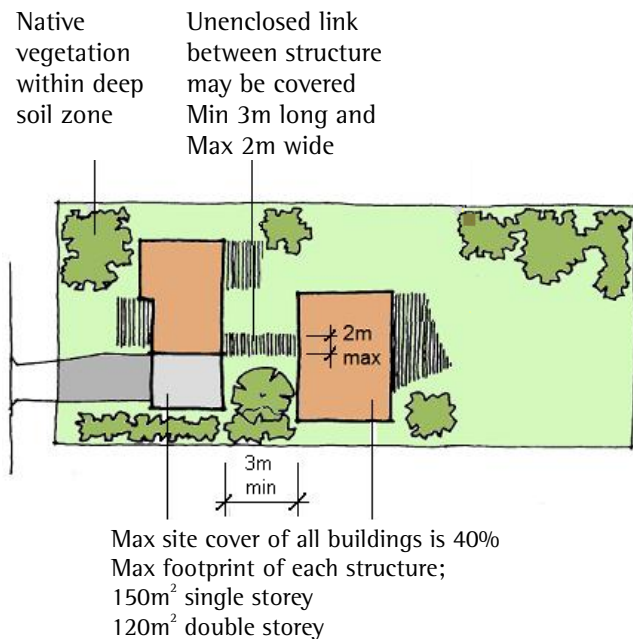 Native
vegetation
within deep
soil zone
Unenclosed link
between structure
may be covered
Min 3m long and
Max 2m wide
2m
max
3m
min
Max site cover of all buildings is 40%
Max footprint of each structure;
150m² single storey
120m² double storey